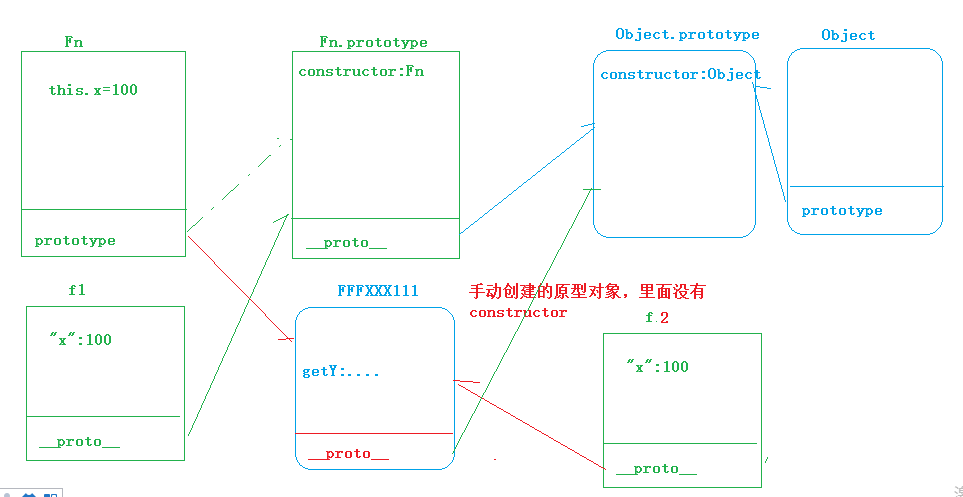 Fn
Fn.prototype
Object.prototype
Object
this.x=100
constructor:Fn
constructor:Object
prototype
__proto__
prototype
f1
FFFXXX111
手动创建的原型对象，里面没有
constructor
f.2
"x":100
getY:....
"x":100
__proto__
__proto__
__proto__